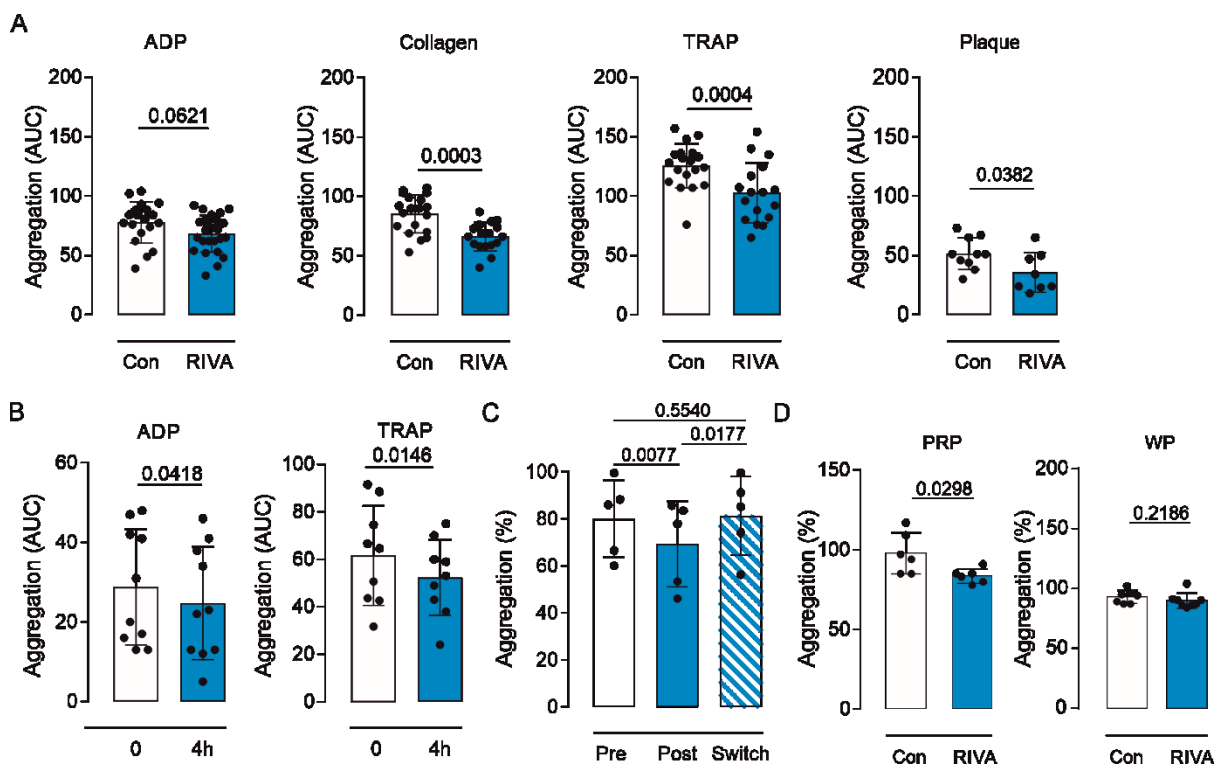 A
ADP
Collagen
TRAP
Plaque
Aggregation (AUC)
200
150
100
50
0
0.0621
Con RIVA
Aggregation (AUC)
200
150
100
50
0
0.0003
Con RIVA
Aggregation (AUC)
200
150
100
50
0
0.0004
Con RIVA
Aggregation (AUC)
200
150
100
50
0
0.0382
Con RIVA
B
ADP
Aggregation (AUC)
60
40
20
0
0.0418
0 4h
TRAP
Aggregation (AUC)
100
80
60
40
20
0
0.0146
0 4h
C
0.5540
0.0177
0.0077
Aggregation (%)
100
80
60
40
20
0
Pre Post Switch
D
PRP
Aggregation (%)
150
100
50
0
0.0298
Con RIVA
WP
Aggregation (%)
200
150
100
50
0
0.2186
Con RIVA